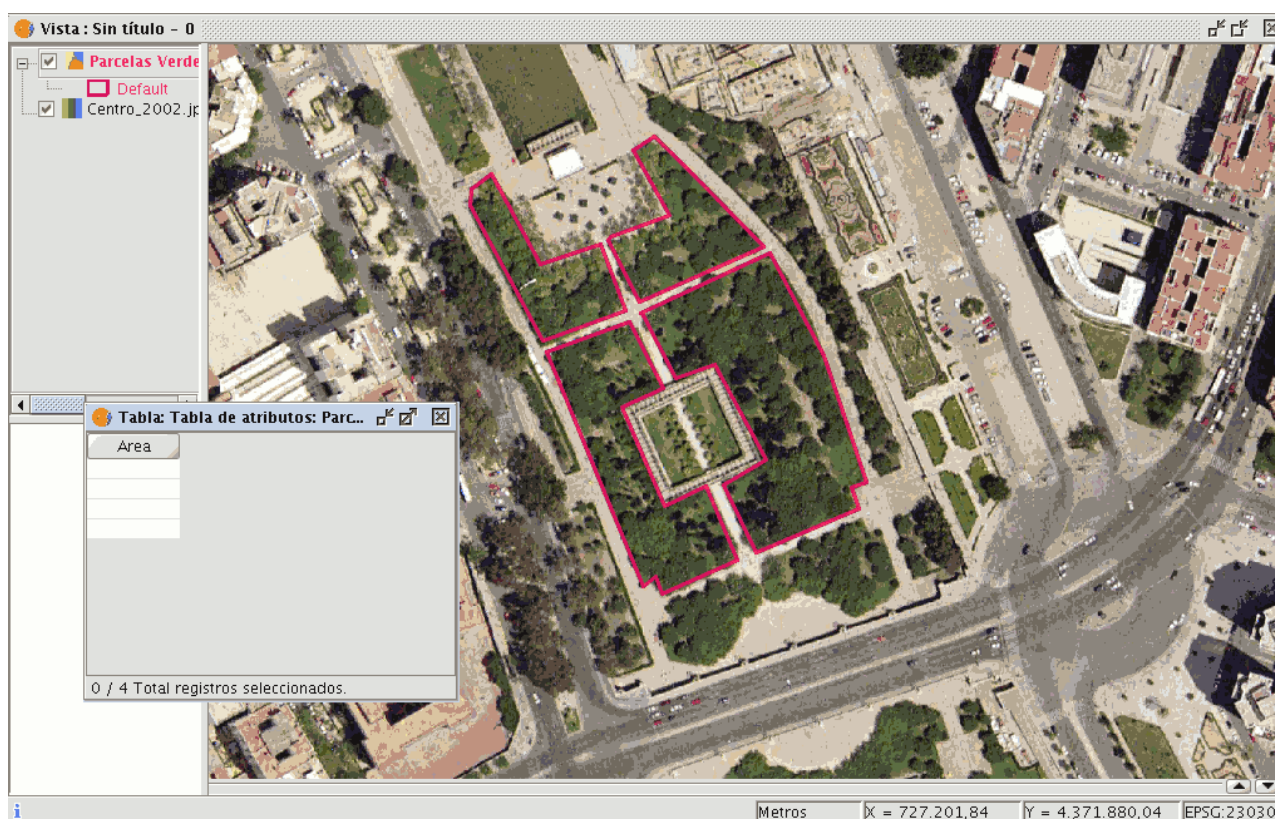 Vista : Sin título – 0
Parcelas Verde
Default
Centro_2002.jp
Tabla: Tabla de atributos: Parc...
Area
0 / 4 Total registros seleccionados.
Metros
X = 727.201,84
Y = 4.371.880,04
EPSG:23030